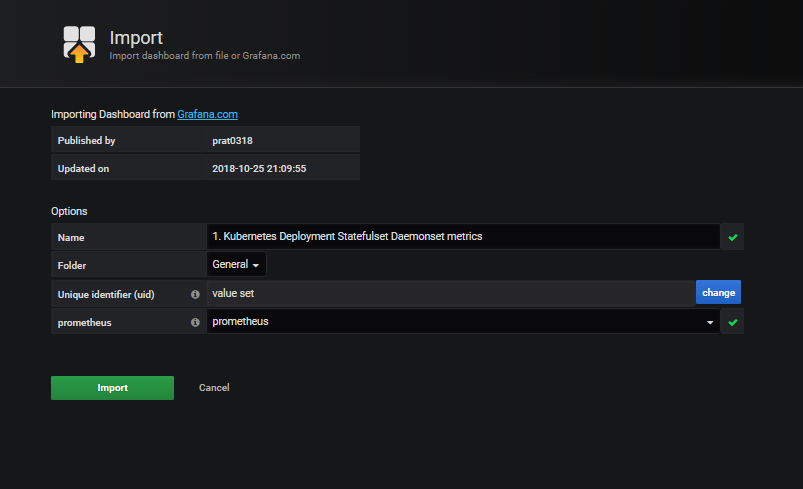 Import
Import dashboard from file or Grafana.com
Importing Dashboard from Grafana.com
Published by prat0318
Updated on 2018-10-25 21:09:55
Options
Name 1. Kubernetes Deployment Statefulset Daemonset metrics
Folder General
Unique identifier (uid) value set change
prometheus prometheus
Import Cancel